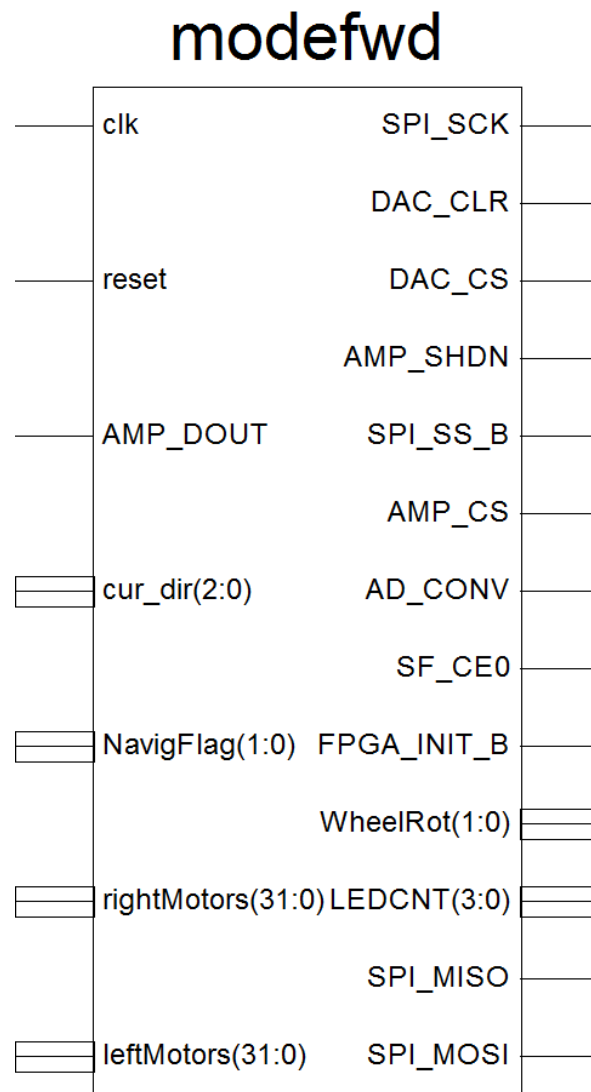 modefwd
clk SPI_SCK
DAC_CLR
reset DAC_CS
AMP_SHDN
AMP_DOUT SPI_SS_B
AMP_CS
cur_dir(2:0) AD_CONV
SF_CE0
NavigFlag(1:0) FPGA_INIT_B
WheelRot(1:0)
rightMotors(31:0) LEDCNT(3:0)
SPI_MISO
leftMotors(31:0) SPI_MOSI